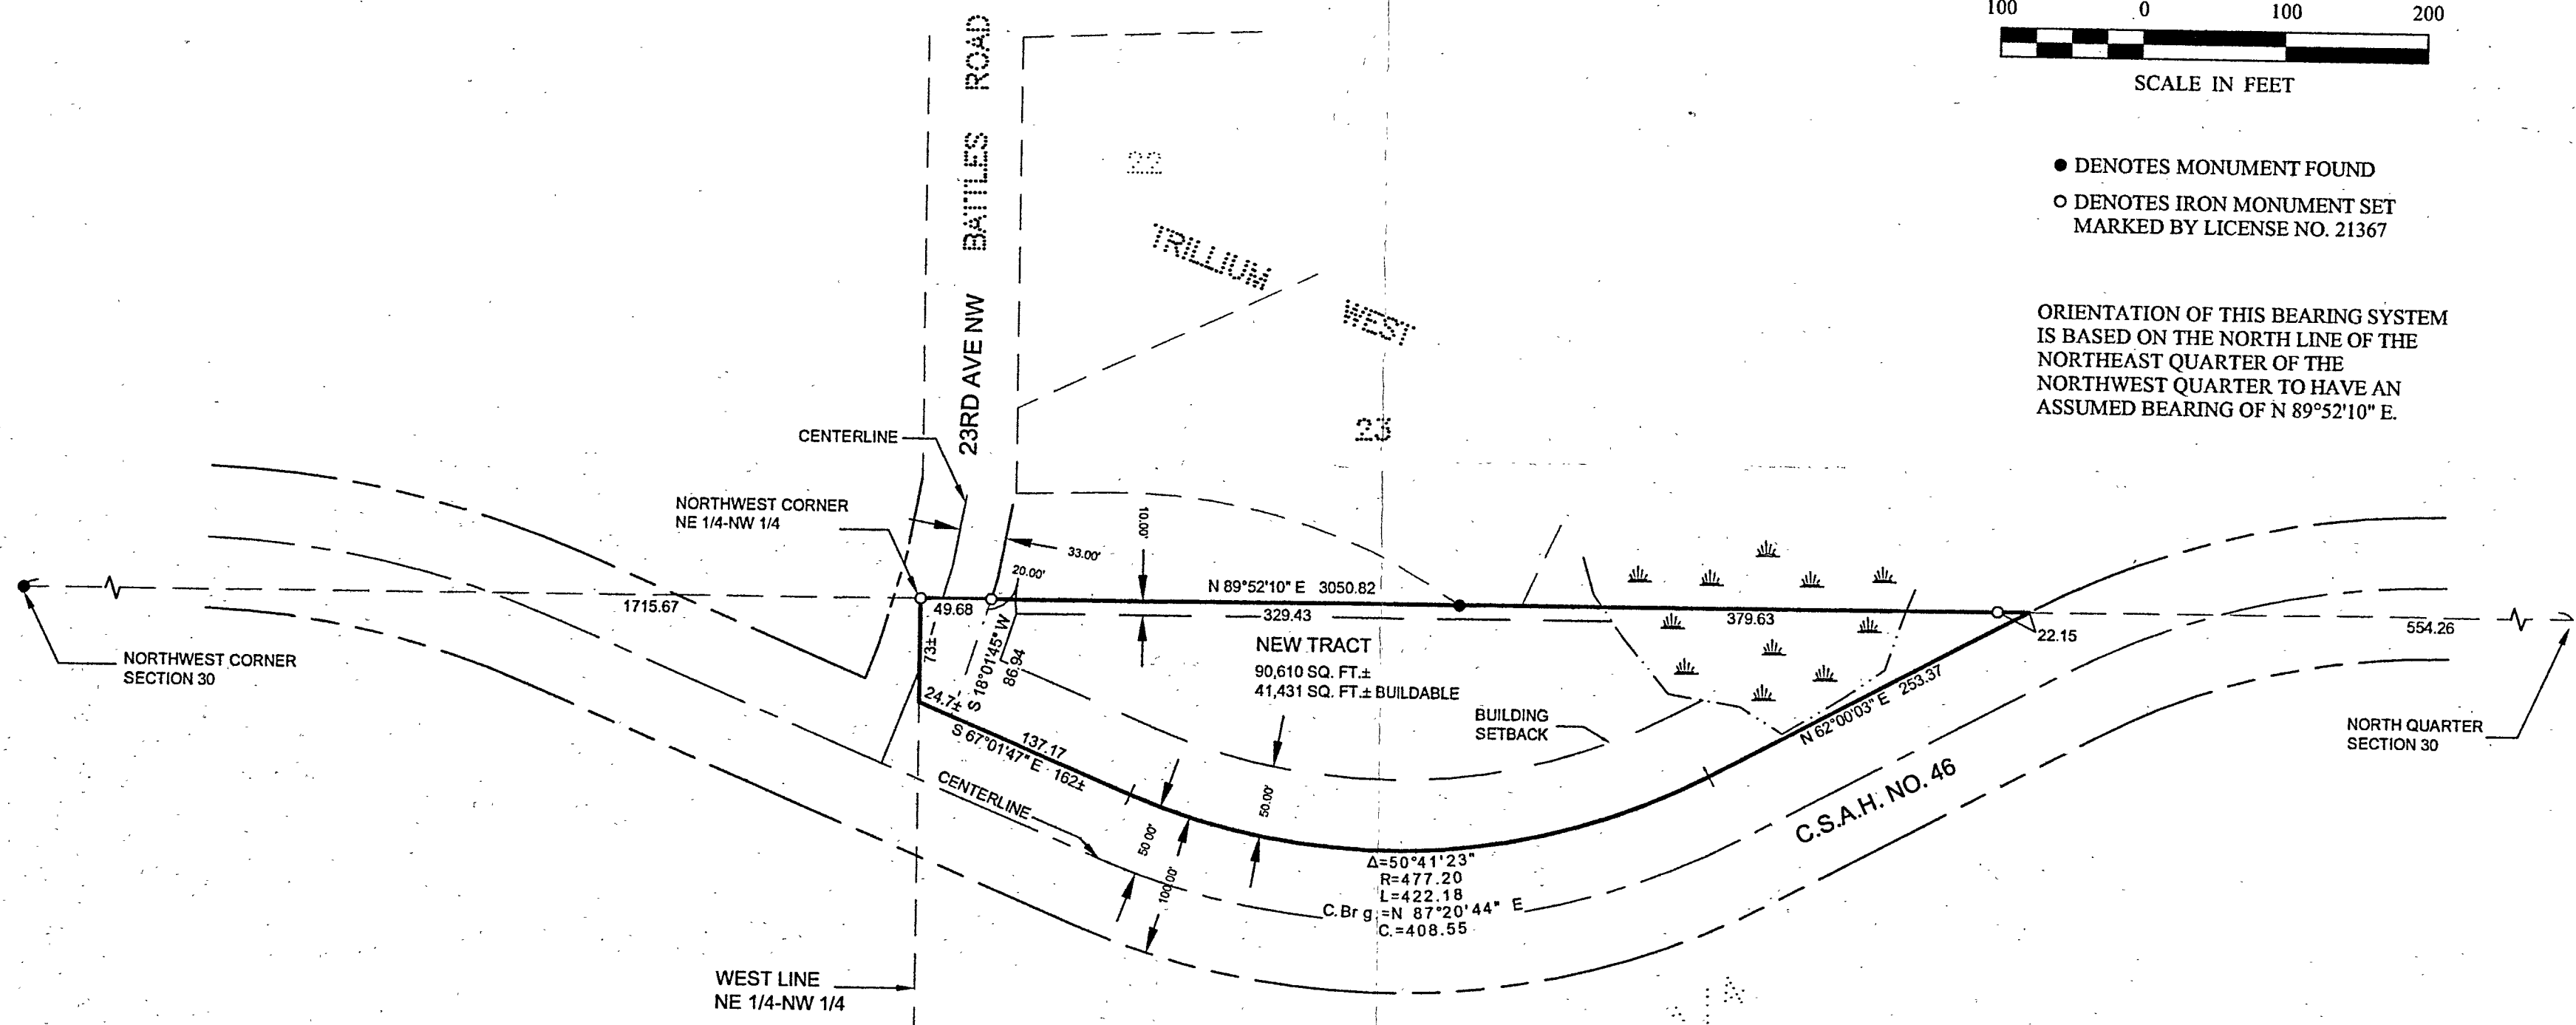 100 0 100 200
SCALE IN FEET
● DENOTES MONUMENT FOUND
○ DENOTES IRON MONUMENT SET
MARKED BY LICENSE NO. 21367
ORIENTATION OF THIS BEARING SYSTEM
IS BASED ON THE NORTH LINE OF THE
NORTHEAST QUARTER OF THE
NORTHWEST QUARTER TO HAVE AN
ASSUMED BEARING OF N 89°52'10" E.
23RD AVE NW BATTLES ROAD
22
TRILLIUM
WEST
23
CENTERLINE
NORTHWEST CORNER
NE 1/4-NW 1/4
33.00'
20.00'
10.00'
N 89°52'10" E 3050.82
1715.67
49.68
329.43
379.63
22.15
554.26
NORTHWEST CORNER
SECTION 30
73±
S 18°01'45" W
86.94
NEW TRACT
90,610 SQ. FT.±
41,431 SQ. FT.± BUILDABLE
24.7±
137.17
S 67°01'47" E 162±
BUILDING
SETBACK
N 62°00'03" E 253.37
NORTH QUARTER
SECTION 30
CENTERLINE
50.00'
50.00'
100.00'
C.S.A.H. NO. 46
Δ=50°41'23"
R=477.20
L=422.18
C.Brg.=N 87°20'44" E
C.=408.55
WEST LINE
NE 1/4-NW 1/4